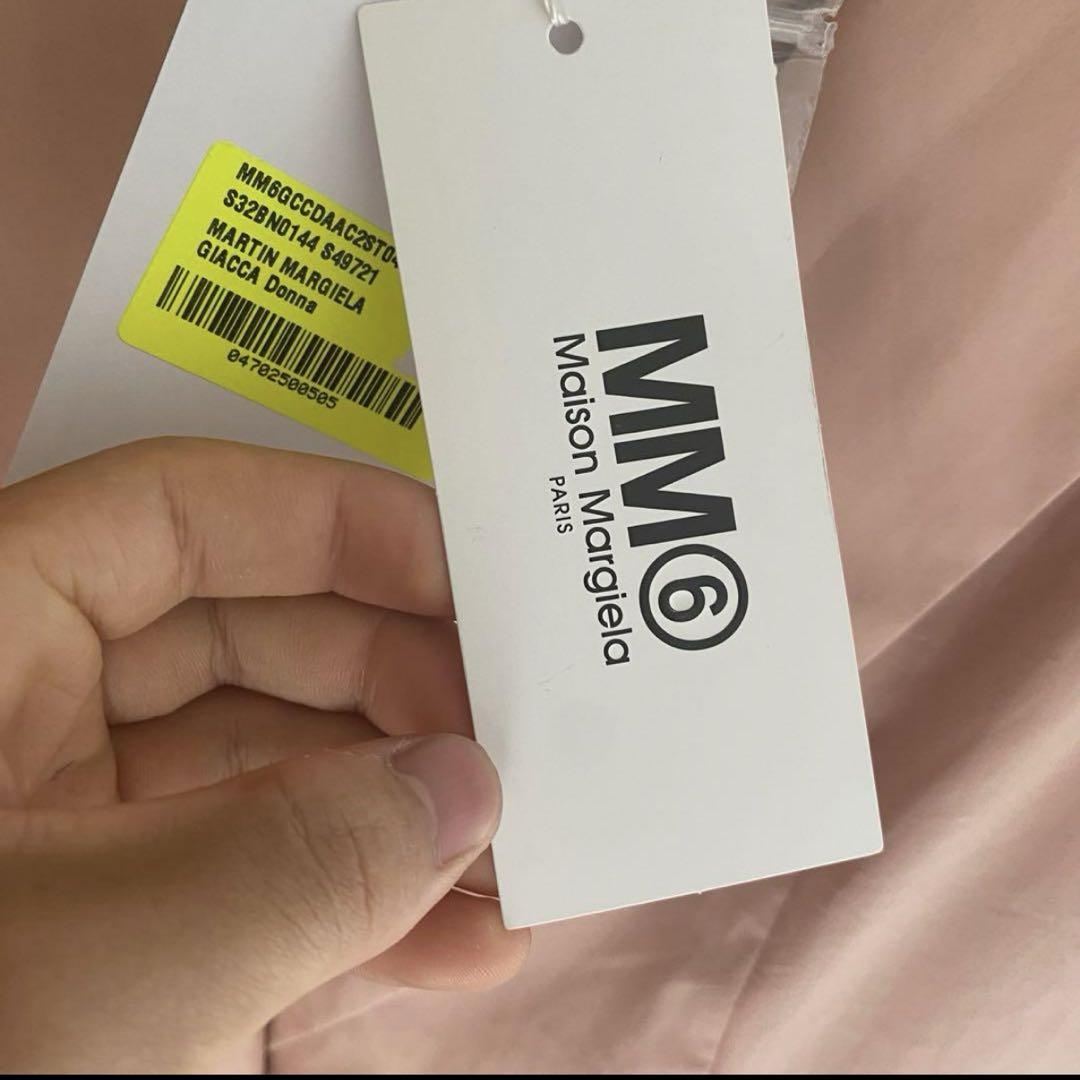 MM6GCCDAAC2ST04
S32BN0144 S49721
MARTIN MARGIELA
GIACCA Donna
04702500505
MM6
Maison Margiela
PARIS